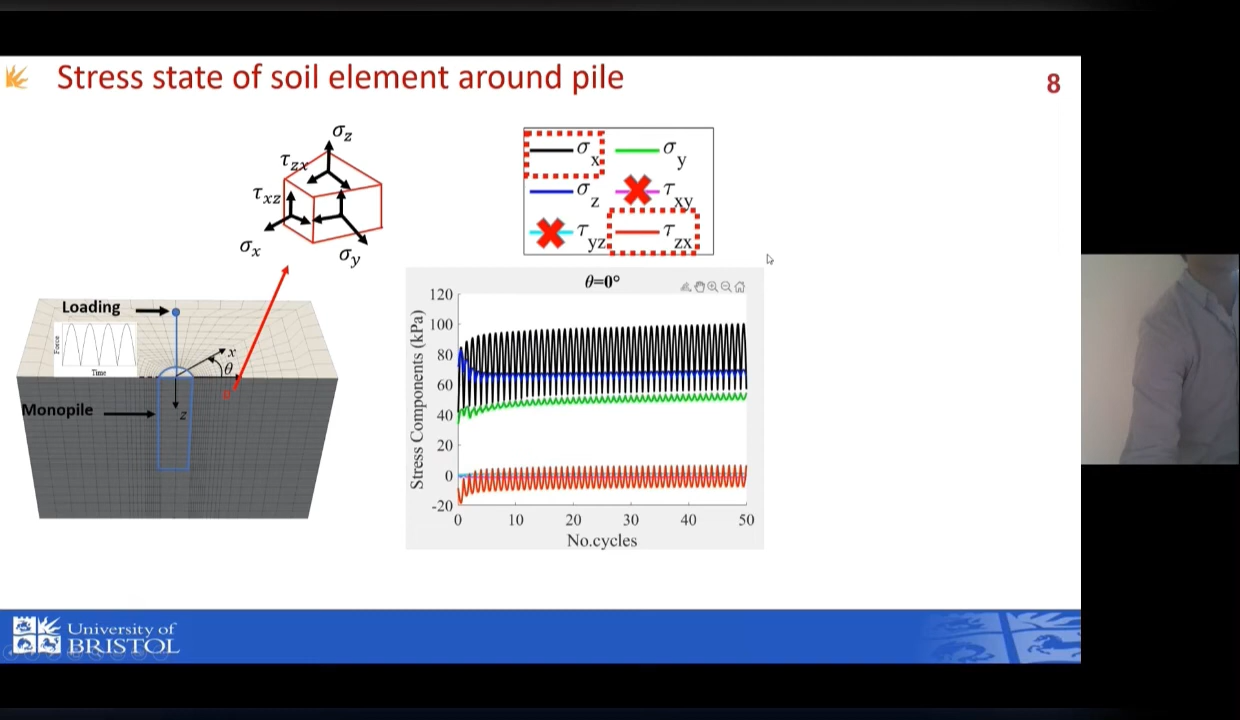 Stress state of soil element around pile
8
σz
τzx
τxz
σx
σy
σx
σy
σz
τxy
τyz
τzx
Loading
Force
Time
x
θ
z
Monopile
θ=0°
Stress Components (kPa)
120
100
80
60
40
20
0
-20
0
10
20
30
40
50
No.cycles
University of
BRISTOL